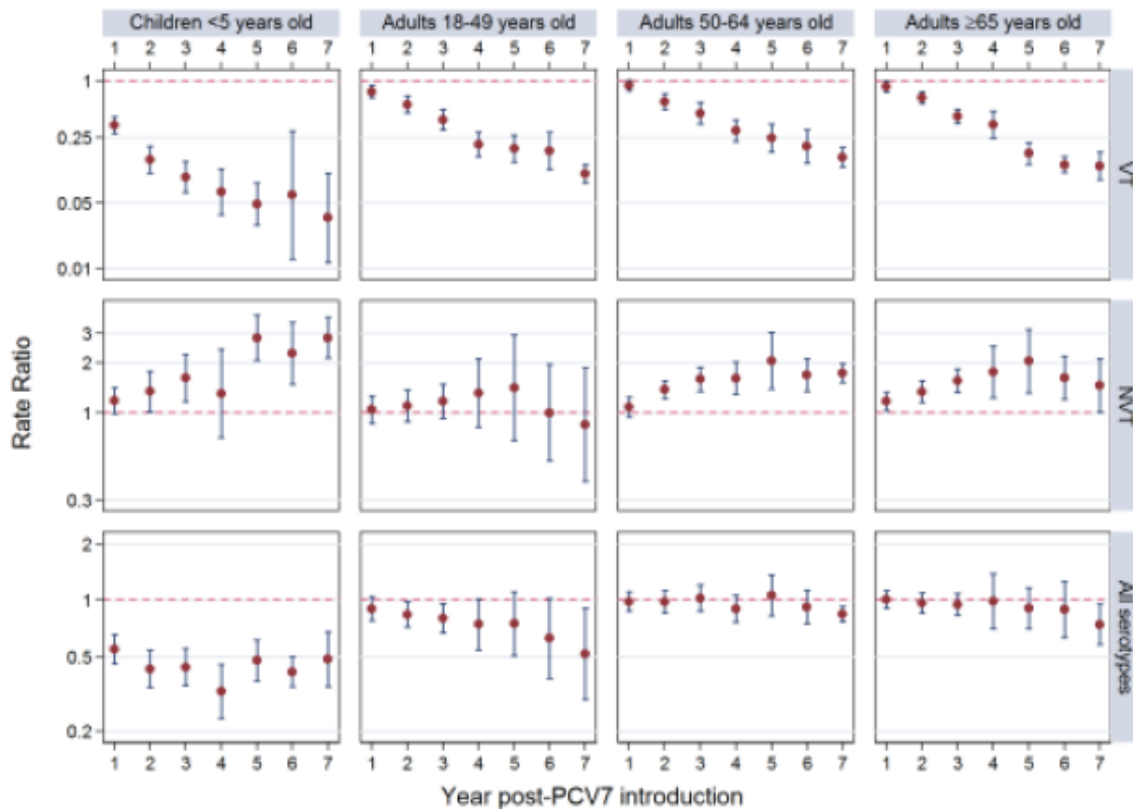 Children <5 years old
Adults 18-49 years old
Adults 50-64 years old
Adults ≥65 years old
1 2 3 4 5 6 7
1 2 3 4 5 6 7
1 2 3 4 5 6 7
1 2 3 4 5 6 7
1
0.25
0.05
0.01
VT
3
2
1
0.3
NVT
Rate Ratio
2
1
0.5
0.2
All serotypes
1 2 3 4 5 6 7
1 2 3 4 5 6 7
1 2 3 4 5 6 7
1 2 3 4 5 6 7
Year post-PCV7 introduction